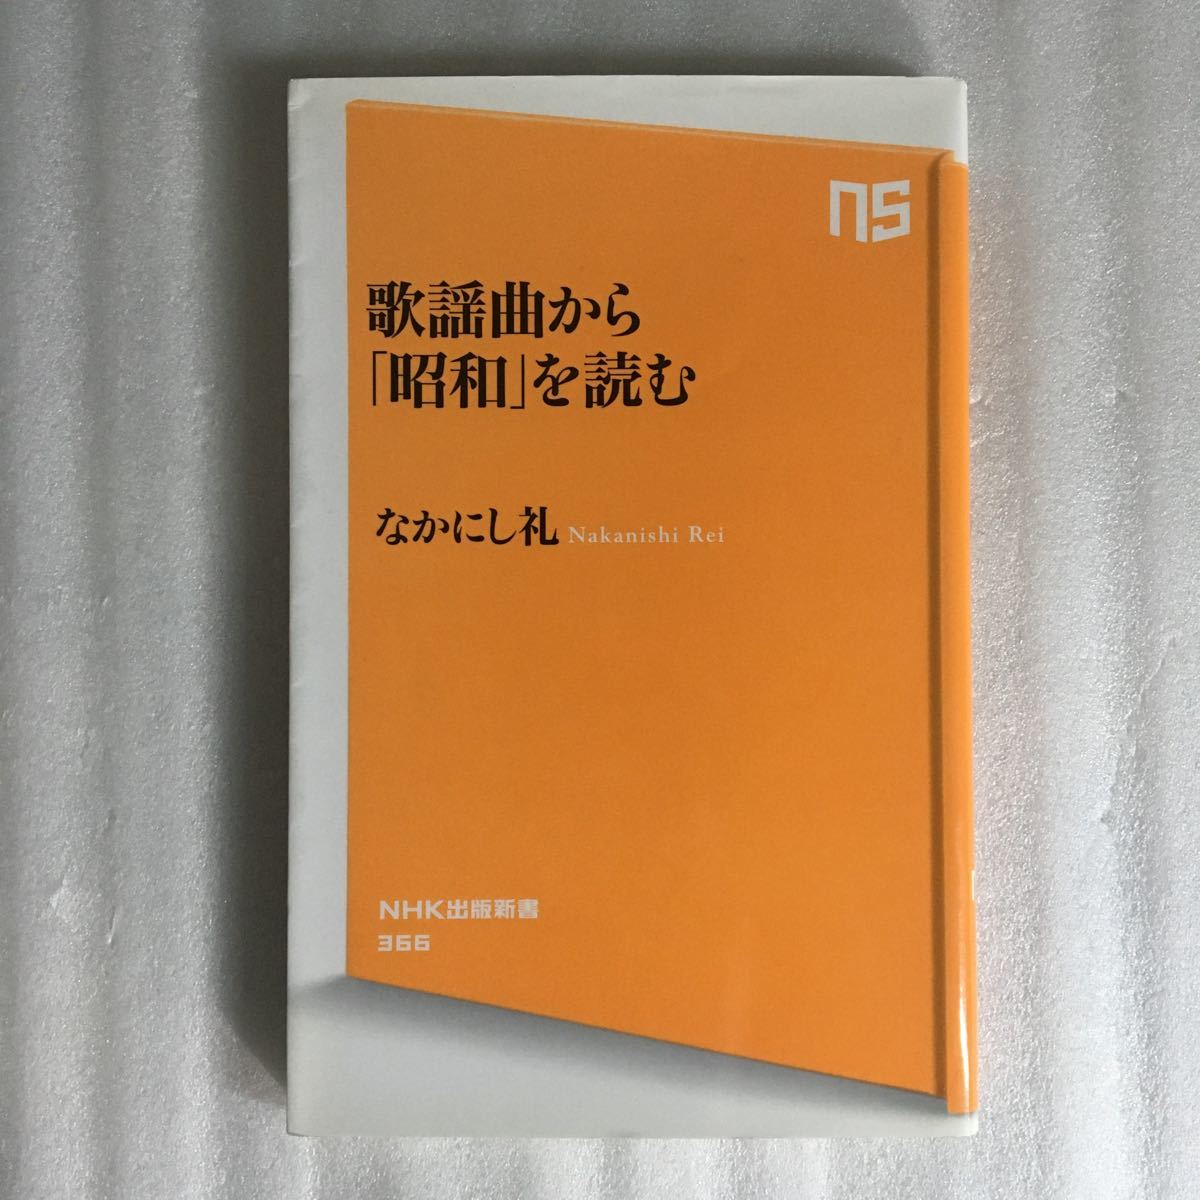 NS
歌謡曲から
「昭和」を読む
なかにし礼 Nakanishi Rei
NHK出版新書
366